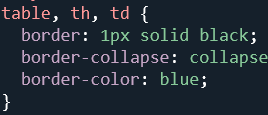 table, th, td {
  border: 1px solid black;
  border-collapse: collapse
  border-color: blue;
}